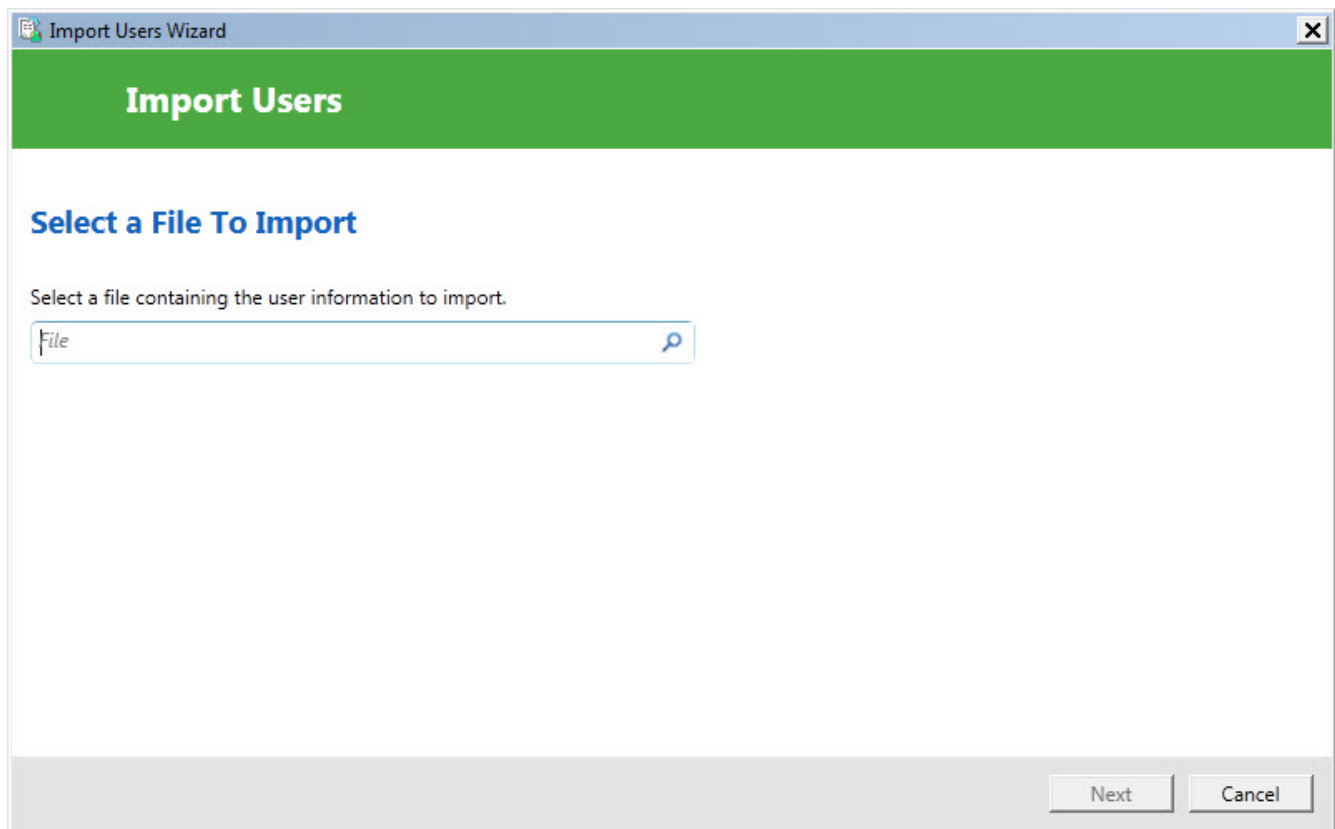 Import Users Wizard
Import Users
Select a File To Import
Select a file containing the user information to import.
File
Next Cancel